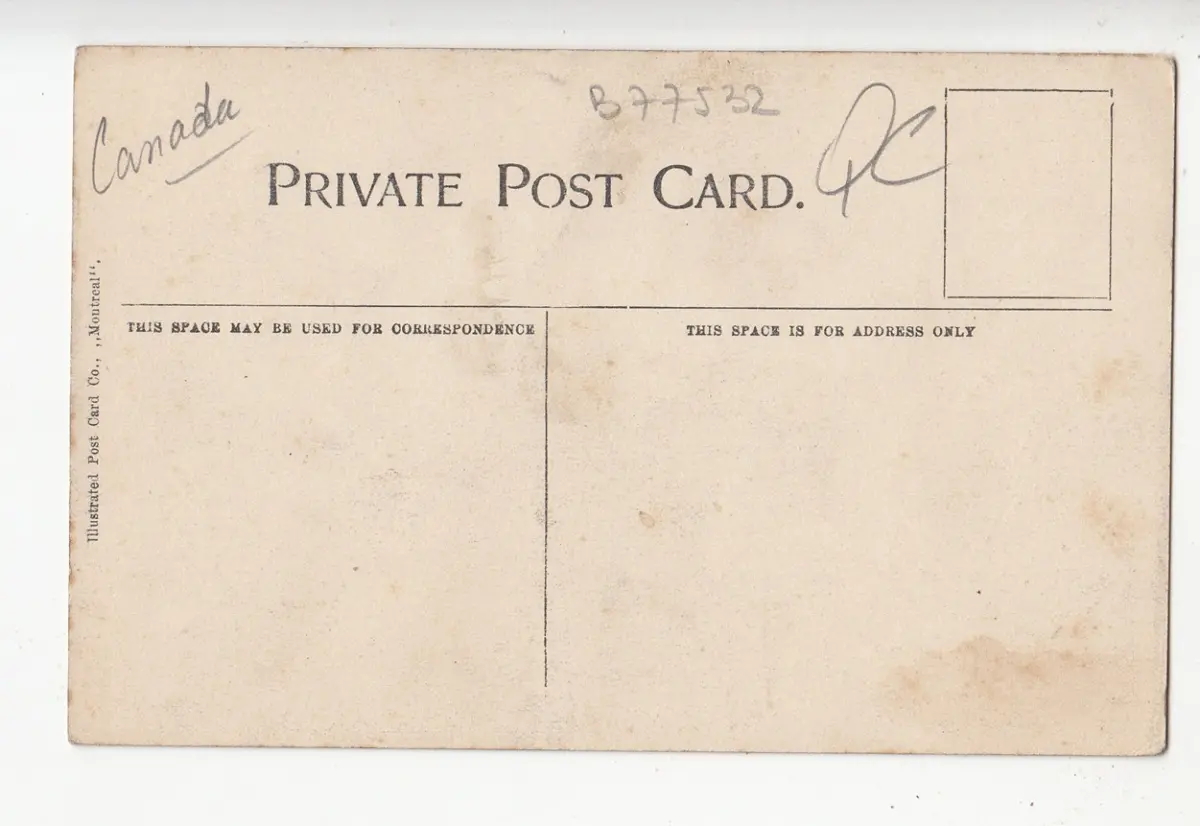 Canada
B77532
QC
PRIVATE POST CARD.
THIS SPACE MAY BE USED FOR CORRESPONDENCE
THIS SPACE IS FOR ADDRESS ONLY
Illustrated Post Card Co., „Montreal“.